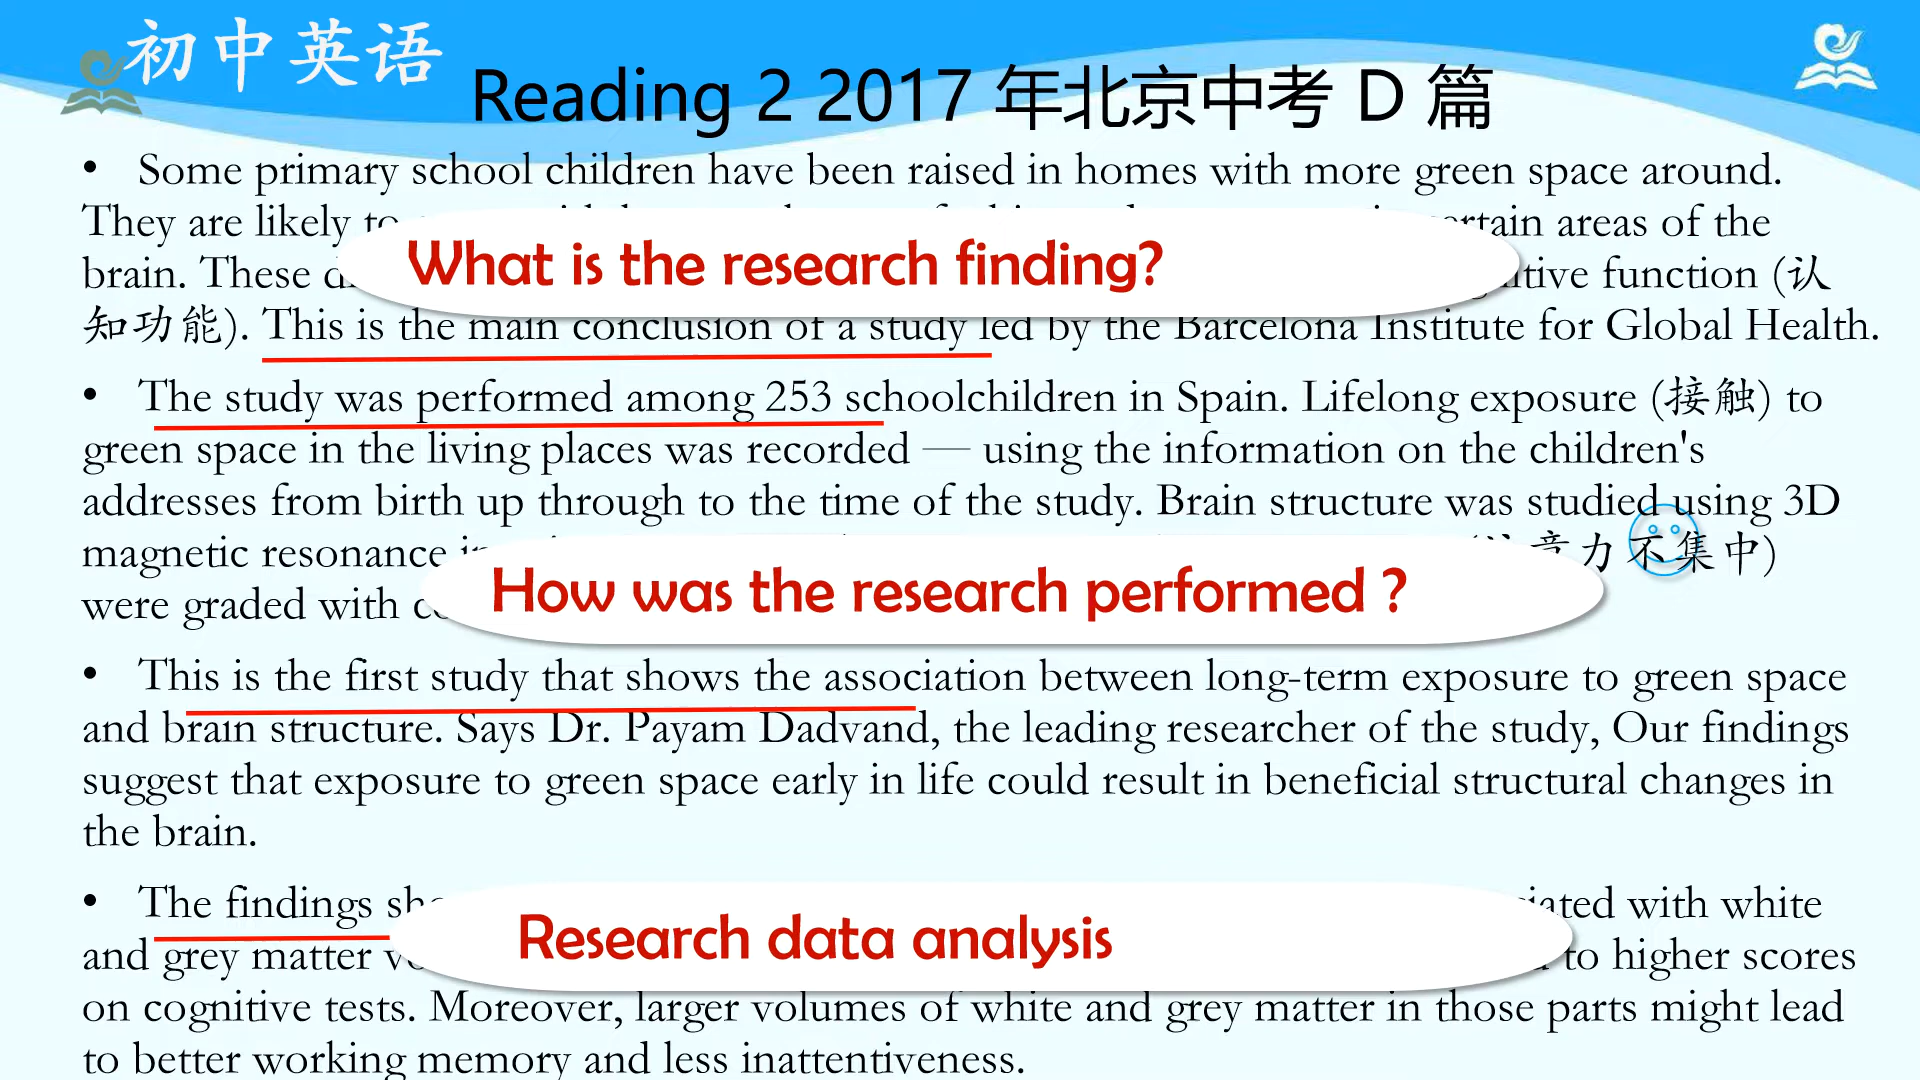 初中英语
Reading 2 2017 年北京中考 D 篇
• Some primary school children have been raised in homes with more green space around.
They are likely to areas of the
What is the research finding?
brain. These function (认
知功能). This is the main conclusion of a study led by the Barcelona Institute for Global Health.
• The study was performed among 253 schoolchildren in Spain. Lifelong exposure (接触) to
green space in the living places was recorded — using the information on the children's
addresses from birth up through to the time of the study. Brain structure was studied using 3D
magnetic resonance 力不集中)
How was the research performed ?
were graded with
• This is the first study that shows the association between long-term exposure to green space
and brain structure. Says Dr. Payam Dadvand, the leading researcher of the study, Our findings
suggest that exposure to green space early in life could result in beneficial structural changes in
the brain.
• The findings with white
Research data analysis
and grey matter to higher scores
on cognitive tests. Moreover, larger volumes of white and grey matter in those parts might lead
to better working memory and less inattentiveness.